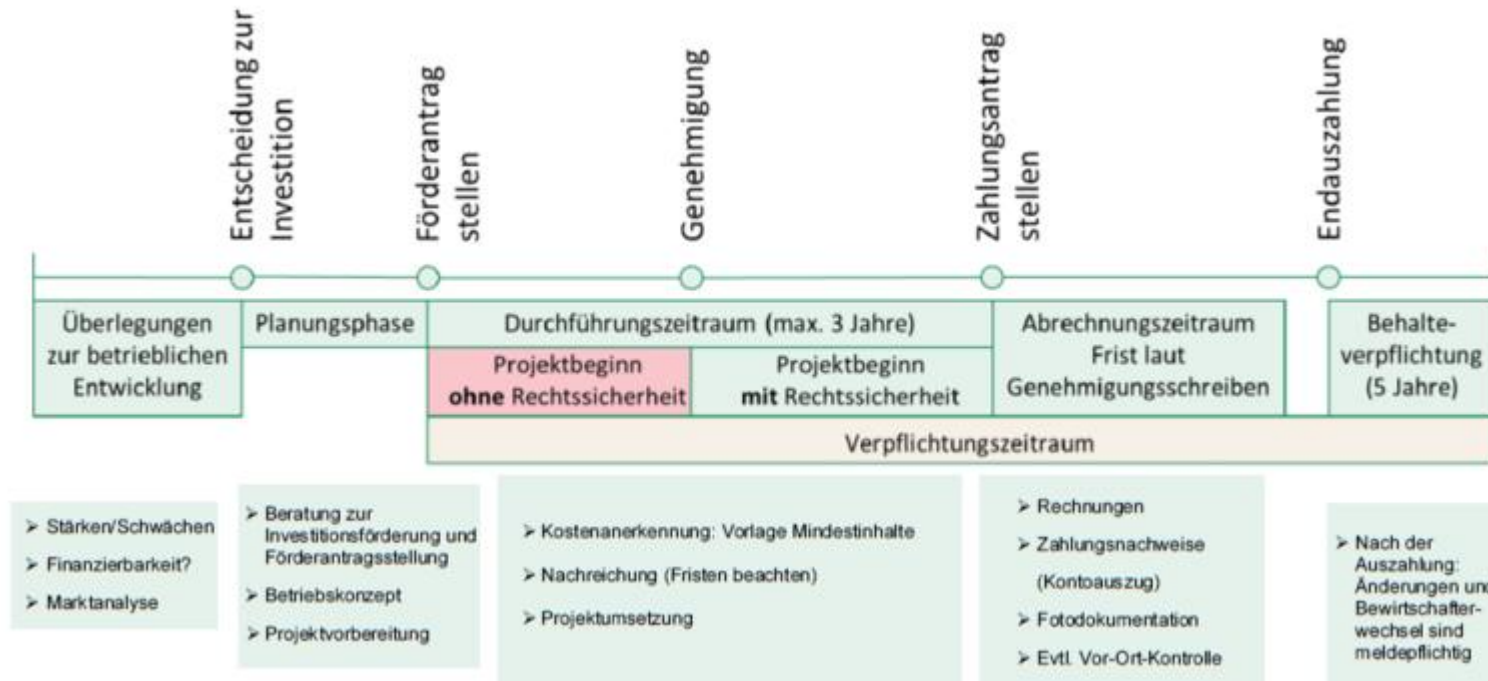 Entscheidung zur
Investition
Förderantrag
stellen
Genehmigung
Zahlungsantrag
stellen
Endauszahlung
Überlegungen
zur betrieblichen
Entwicklung
Planungsphase
Durchführungszeitraum (max. 3 Jahre)
Projektbeginn
ohne Rechtssicherheit
Projektbeginn
mit Rechtssicherheit
Abrechnungszeitraum
Frist laut
Genehmigungsschreiben
Behalte-
verpflichtung
(5 Jahre)
Verpflichtungszeitraum
➢ Stärken/Schwächen
➢ Finanzierbarkeit?
➢ Marktanalyse
➢ Beratung zur
Investitionsförderung und
Förderantragsstellung
➢ Betriebskonzept
➢ Projektvorbereitung
➢ Kostenanerkennung: Vorlage Mindestinhalte
➢ Nachreichung (Fristen beachten)
➢ Projektumsetzung
➢ Rechnungen
➢ Zahlungsnachweise
(Kontoauszug)
➢ Fotodokumentation
➢ Evtl. Vor-Ort-Kontrolle
➢ Nach der
Auszahlung:
Änderungen und
Bewirtschafter-
wechsel sind
meldepflichtig